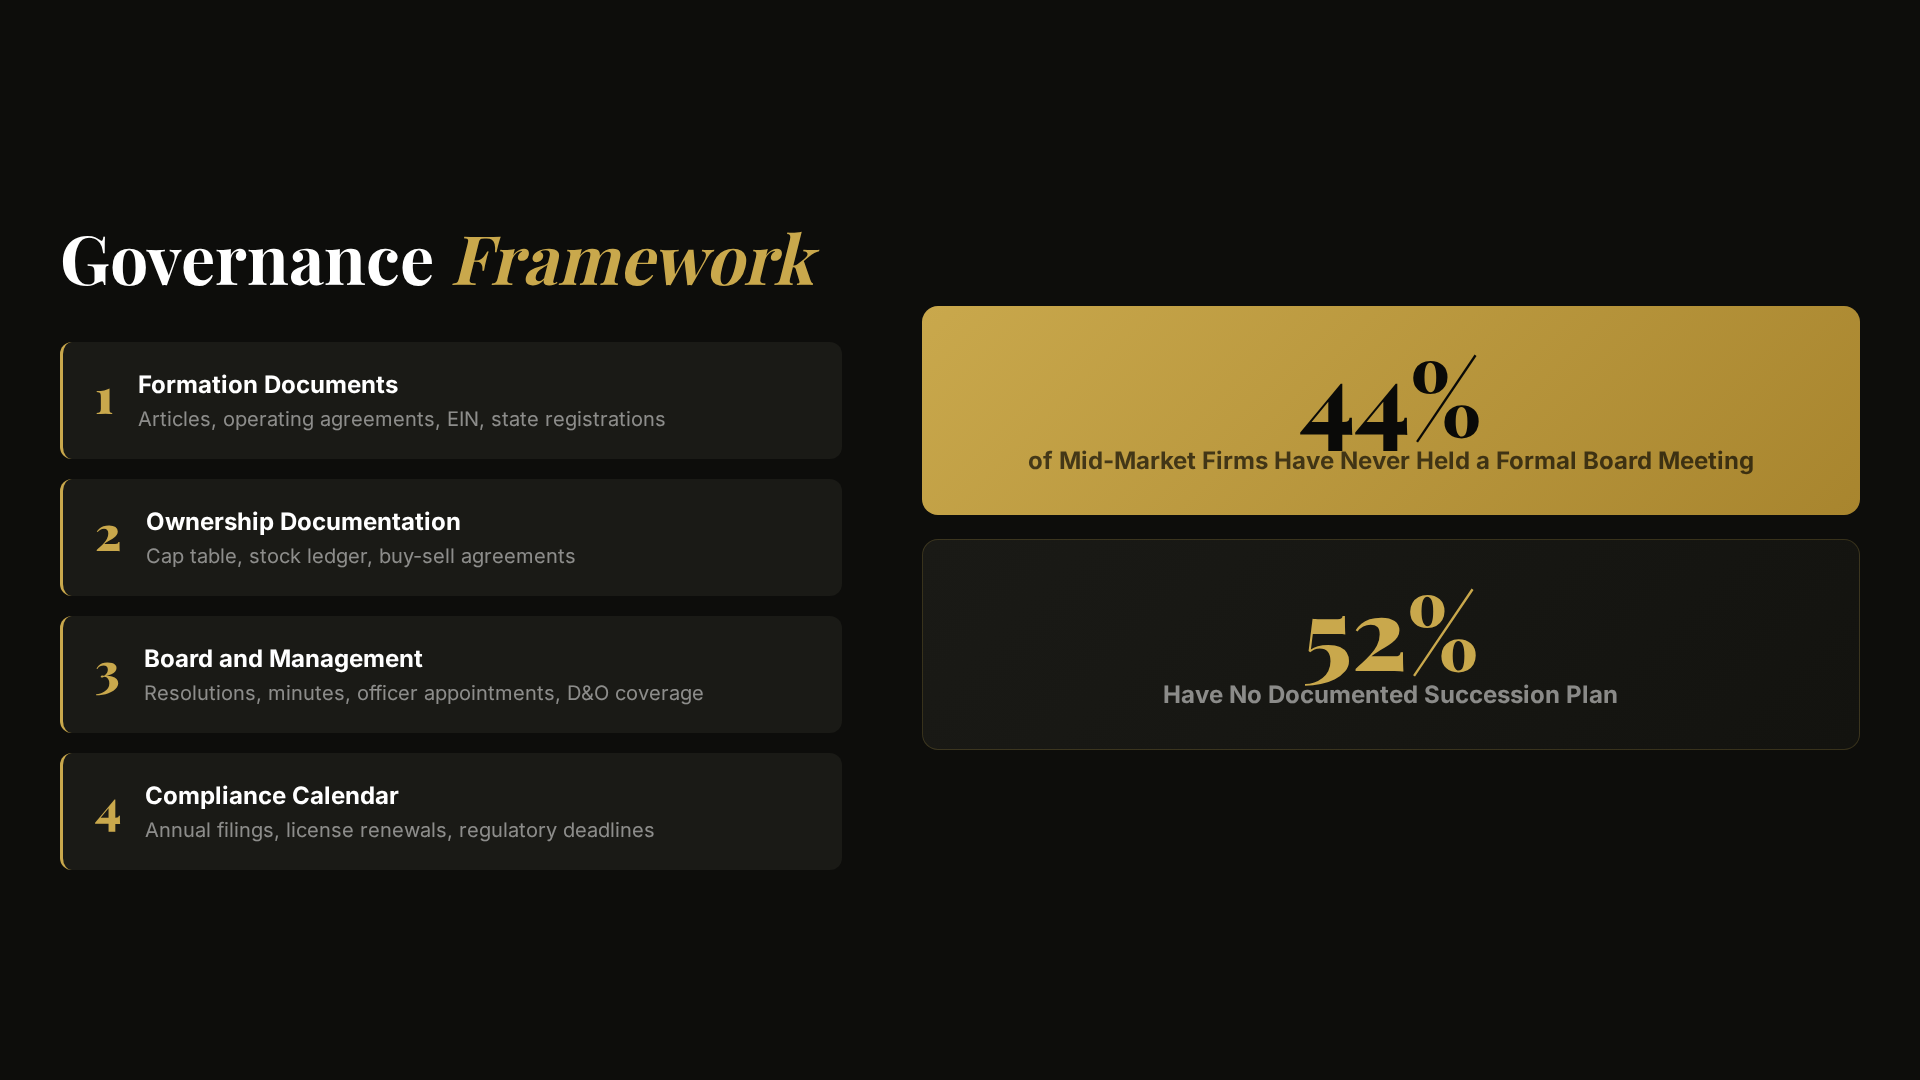 Governance Framework
1
Formation Documents
Articles, operating agreements, EIN, state registrations
2
Ownership Documentation
Cap table, stock ledger, buy-sell agreements
3
Board and Management
Resolutions, minutes, officer appointments, D&O coverage
4
Compliance Calendar
Annual filings, license renewals, regulatory deadlines
44%
of Mid-Market Firms Have Never Held a Formal Board Meeting
52%
Have No Documented Succession Plan